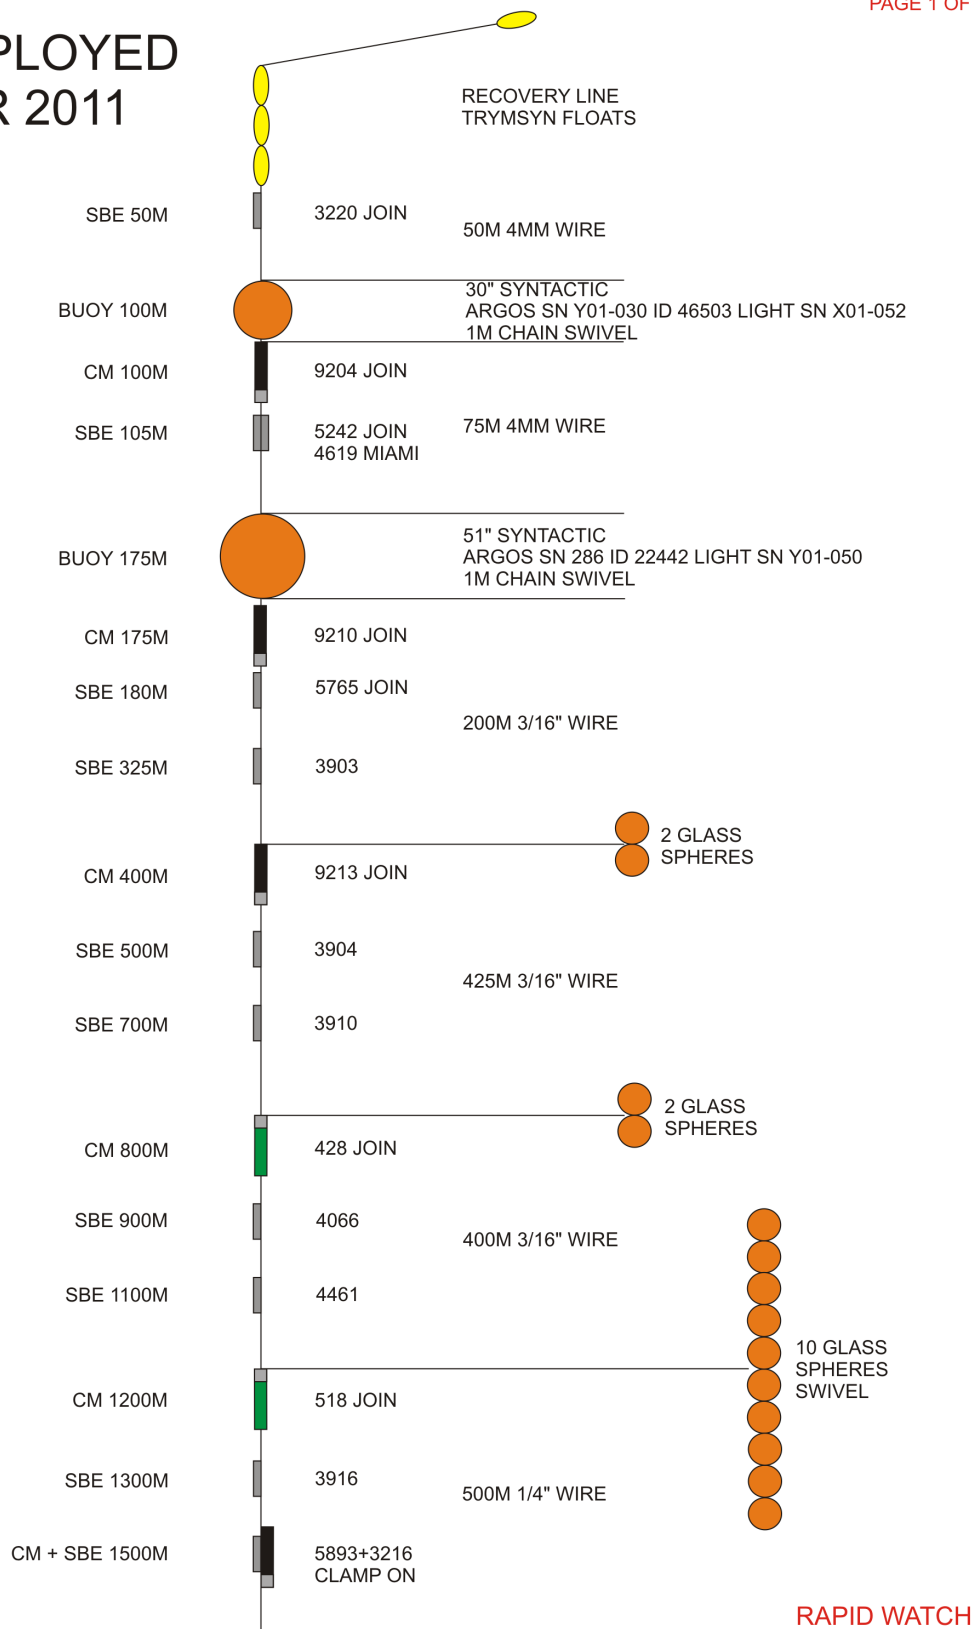 PAGE 1 OF
PLOYED
R 2011
RECOVERY LINE
TRYMSYN FLOATS
SBE 50M
3220 JOIN
50M 4MM WIRE
BUOY 100M
30" SYNTACTIC
ARGOS SN Y01-030 ID 46503 LIGHT SN X01-052
1M CHAIN SWIVEL
CM 100M
9204 JOIN
SBE 105M
5242 JOIN
4619 MIAMI
75M 4MM WIRE
BUOY 175M
51" SYNTACTIC
ARGOS SN 286 ID 22442 LIGHT SN Y01-050
1M CHAIN SWIVEL
CM 175M
9210 JOIN
SBE 180M
5765 JOIN
200M 3/16" WIRE
SBE 325M
3903
2 GLASS
SPHERES
CM 400M
9213 JOIN
SBE 500M
3904
425M 3/16" WIRE
SBE 700M
3910
2 GLASS
SPHERES
CM 800M
428 JOIN
SBE 900M
4066
400M 3/16" WIRE
SBE 1100M
4461
10 GLASS
SPHERES
SWIVEL
CM 1200M
518 JOIN
SBE 1300M
3916
500M 1/4" WIRE
CM + SBE 1500M
5893+3216
CLAMP ON
RAPID WATCH